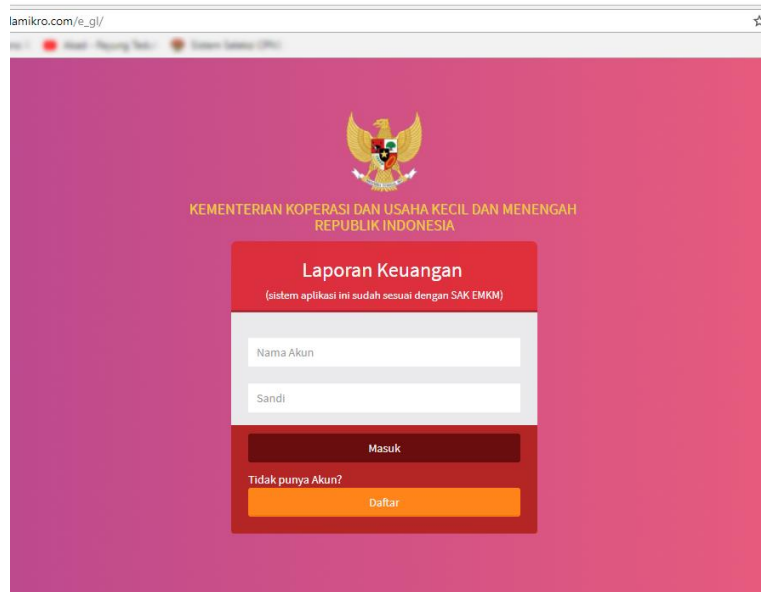 lamikro.com/e_gl/
KEMENTERIAN KOPERASI DAN USAHA KECIL DAN MENENGAH
REPUBLIK INDONESIA
Laporan Keuangan
(sistem aplikasi ini sudah sesuai dengan SAK EMKM)
Nama Akun
Sandi
Masuk
Tidak punya Akun?
Daftar